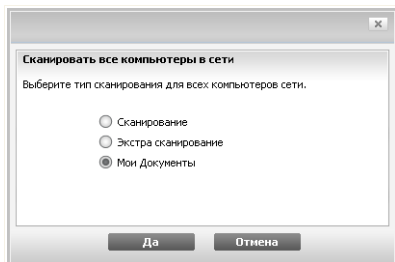 Сканировать все компьютеры в сети
Выберите тип сканирования для всех компьютеров сети.
Сканирование
Экстра сканирование
Мои Документы
Да Отмена